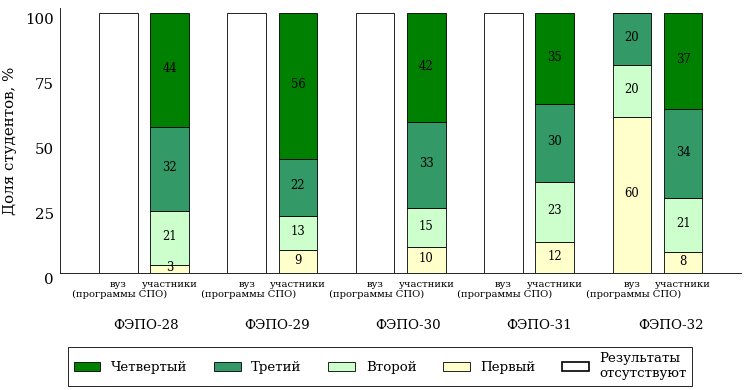 Доля студентов, %
100
75
50
25
0
44
32
21
3
56
22
13
9
42
33
15
10
35
30
23
12
20
20
60
37
34
21
8
вуз
(программы СПО)
участники
вуз
(программы СПО)
участники
вуз
(программы СПО)
участники
вуз
(программы СПО)
участники
вуз
(программы СПО)
участники
ФЭПО-28 ФЭПО-29 ФЭПО-30 ФЭПО-31 ФЭПО-32
Четвертый Третий Второй Первый Результаты
отсутствуют